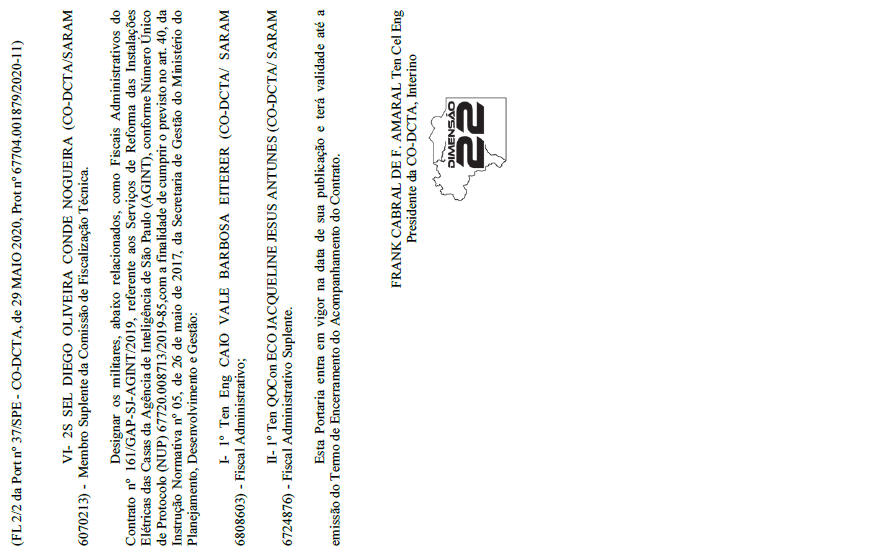 (FL 2/2 da Port nº 37/SPE - CO-DCTA, de 29 MAIO 2020, Prot nº 67704.001879/2020-11)
VI- 2S SEL DIEGO OLIVEIRA CONDE NOGUEIRA (CO-DCTA/SARAM
6070213) - Membro Suplente da Comissão de Fiscalização Técnica.
Designar os militares, abaixo relacionados, como Fiscais Administrativos do
Contrato nº 161/GAP-SJ-AGINT/2019, referente aos Serviços de Reforma das Instalações
Elétricas das Casas da Agência de Inteligência de São Paulo (AGINT), conforme Número Único
de Protocolo (NUP) 67720.008713/2019-85,com a finalidade de cumprir o previsto no art. 40, da
Instrução Normativa nº 05, de 26 de maio de 2017, da Secretaria de Gestão do Ministério do
Planejamento, Desenvolvimento e Gestão:
I- 1º Ten Eng CAIO VALE BARBOSA EITERER (CO-DCTA/ SARAM
6808603) - Fiscal Administrativo;
II- 1º Ten QOCon ECO JACQUELINE JESUS ANTUNES (CO-DCTA/ SARAM
6724876) - Fiscal Administrativo Suplente.
Esta Portaria entra em vigor na data de sua publicação e terá validade até a
emissão do Termo de Encerramento do Acompanhamento do Contrato.
FRANK CABRAL DE F. AMARAL Ten Cel Eng
Presidente da CO-DCTA, Interino
DIMENSÃO
22